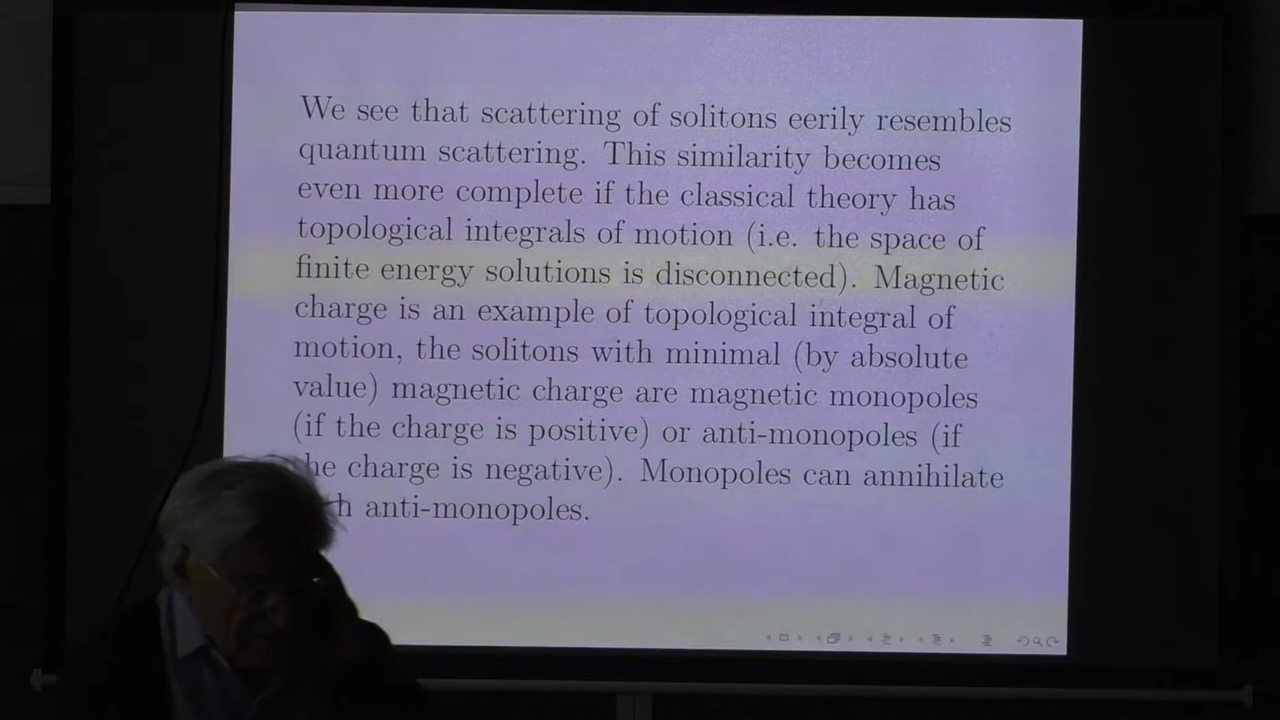 We see that scattering of solitons eerily resembles
quantum scattering. This similarity becomes
even more complete if the classical theory has
topological integrals of motion (i.e. the space of
finite energy solutions is disconnected). Magnetic
charge is an example of topological integral of
motion, the solitons with minimal (by absolute
value) magnetic charge are magnetic monopoles
(if the charge is positive) or anti-monopoles (if
he charge is negative). Monopoles can annihilate
h anti-monopoles.